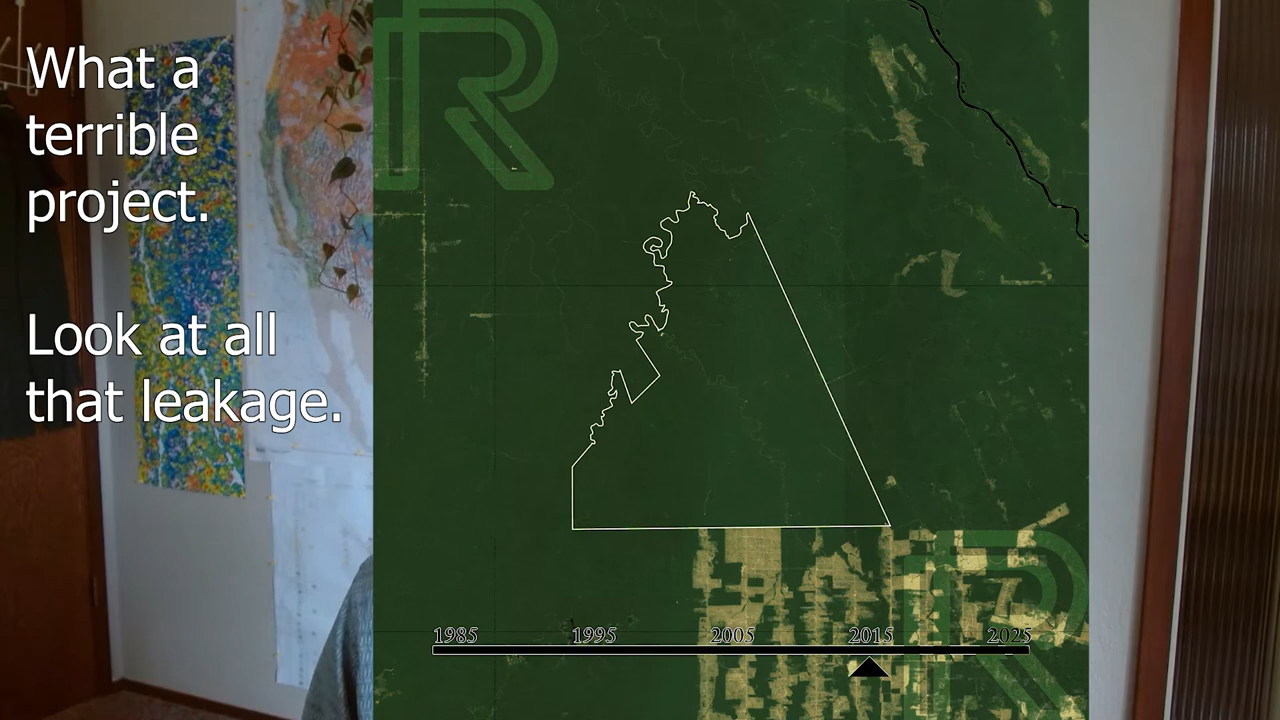 What a
terrible
project.
Look at all
that leakage.
R
R
1985 1995 2005 2015 2025